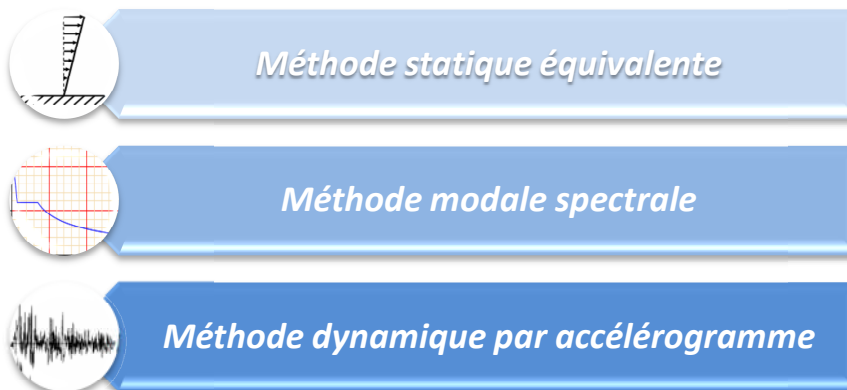 Méthode statique équivalente
Méthode modale spectrale
Méthode dynamique par accélérogramme